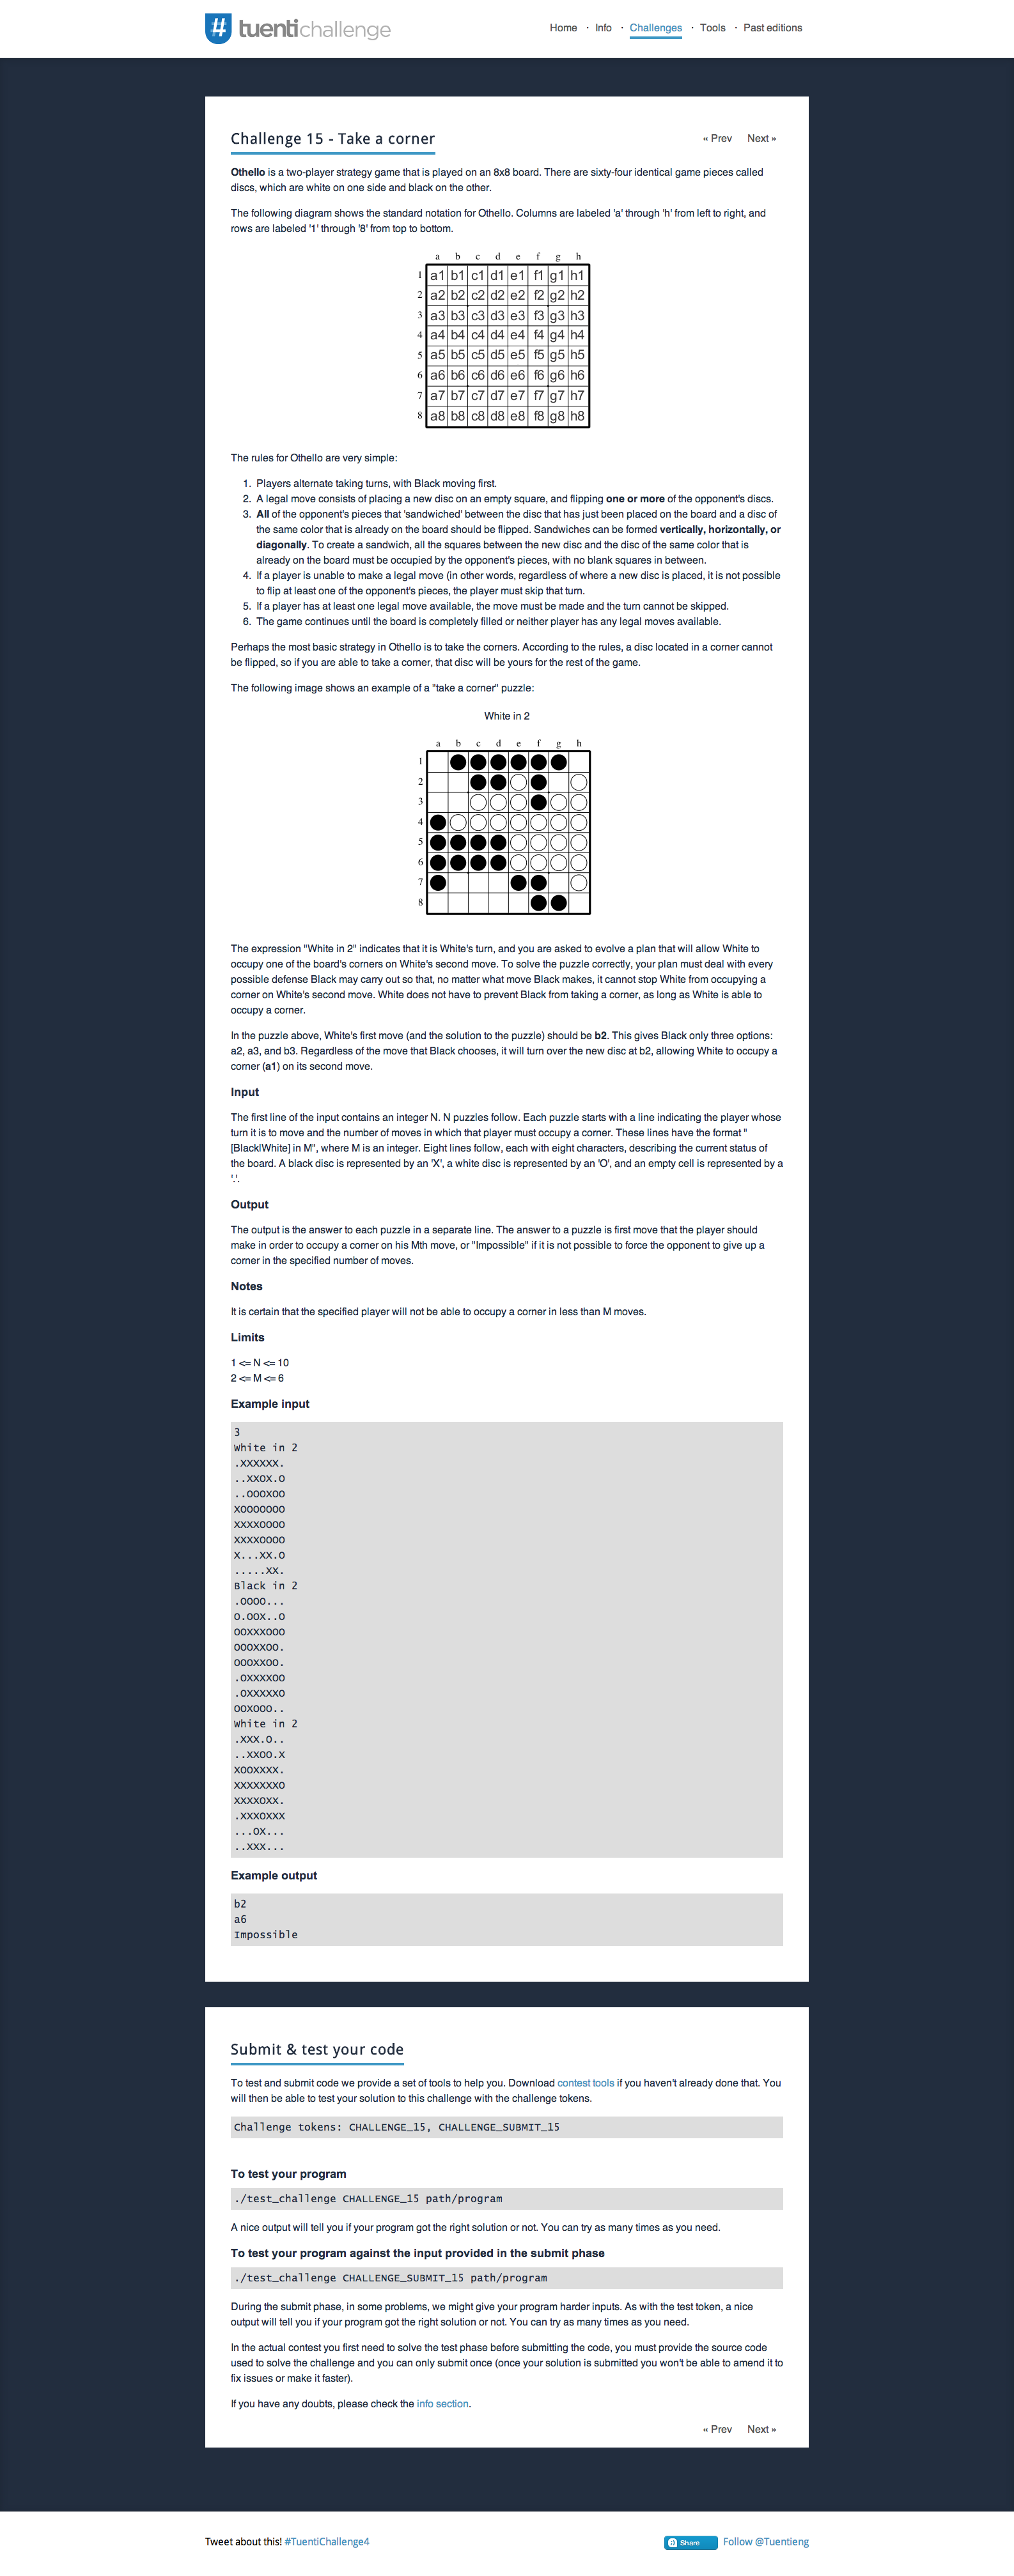 # tuentichallenge
Home · Info · Challenges · Tools · Past editions
Challenge 15 - Take a corner
« Prev Next »
Othello is a two-player strategy game that is played on an 8x8 board. There are sixty-four identical game pieces called
discs, which are white on one side and black on the other.
The following diagram shows the standard notation for Othello. Columns are labeled 'a' through 'h' from left to right, and
rows are labeled '1' through '8' from top to bottom.
a b c d e f g h
1 a1 b1 c1 d1 e1 f1 g1 h1
2 a2 b2 c2 d2 e2 f2 g2 h2
3 a3 b3 c3 d3 e3 f3 g3 h3
4 a4 b4 c4 d4 e4 f4 g4 h4
5 a5 b5 c5 d5 e5 f5 g5 h5
6 a6 b6 c6 d6 e6 f6 g6 h6
7 a7 b7 c7 d7 e7 f7 g7 h7
8 a8 b8 c8 d8 e8 f8 g8 h8
The rules for Othello are very simple:
1. Players alternate taking turns, with Black moving first.
2. A legal move consists of placing a new disc on an empty square, and flipping one or more of the opponent's discs.
3. All of the opponent's pieces that 'sandwiched' between the disc that has just been placed on the board and a disc of
the same color that is already on the board should be flipped. Sandwiches can be formed vertically, horizontally, or
diagonally. To create a sandwich, all the squares between the new disc and the disc of the same color that is
already on the board must be occupied by the opponent's pieces, with no blank squares in between.
4. If a player is unable to make a legal move (in other words, regardless of where a new disc is placed, it is not possible
to flip at least one of the opponent's pieces, the player must skip that turn.
5. If a player has at least one legal move available, the move must be made and the turn cannot be skipped.
6. The game continues until the board is completely filled or neither player has any legal moves available.
Perhaps the most basic strategy in Othello is to take the corners. According to the rules, a disc located in a corner cannot
be flipped, so if you are able to take a corner, that disc will be yours for the rest of the game.
The following image shows an example of a "take a corner" puzzle:
White in 2
a b c d e f g h
1
2
3
4
5
6
7
8
The expression "White in 2" indicates that it is White's turn, and you are asked to evolve a plan that will allow White to
occupy one of the board's corners on White's second move. To solve the puzzle correctly, your plan must deal with every
possible defense Black may carry out so that, no matter what move Black makes, it cannot stop White from occupying a
corner on White's second move. White does not have to prevent Black from taking a corner, as long as White is able to
occupy a corner.
In the puzzle above, White's first move (and the solution to the puzzle) should be b2. This gives Black only three options:
a2, a3, and b3. Regardless of the move that Black chooses, it will turn over the new disc at b2, allowing White to occupy a
corner (a1) on its second move.
Input
The first line of the input contains an integer N. N puzzles follow. Each puzzle starts with a line indicating the player whose
turn it is to move and the number of moves in which that player must occupy a corner. These lines have the format "
[Black|White] in M", where M is an integer. Eight lines follow, each with eight characters, describing the current status of
the board. A black disc is represented by an 'X', a white disc is represented by an 'O', and an empty cell is represented by a
'.'.
Output
The output is the answer to each puzzle in a separate line. The answer to a puzzle is first move that the player should
make in order to occupy a corner on his Mth move, or "Impossible" if it is not possible to force the opponent to give up a
corner in the specified number of moves.
Notes
It is certain that the specified player will not be able to occupy a corner in less than M moves.
Limits
1 <= N <= 10
2 <= M <= 6
Example input
3
White in 2
.XXXXXX.
..XXOX.O
..OOOXOO
XOOOOOOO
XXXXOOOO
XXXXOOOO
X...XX.O
.....XX.
Black in 2
.OOOO...
O.OOX..O
OOXXXOOO
OOOXXOO.
OOOXXOO.
.OXXXXOO
.OXXXXXO
OOXOOO..
White in 2
.XXX.O..
..XXOO.X
XOOXXXX.
XXXXXXXO
XXXXOXX.
.XXXOXXX
...OX...
..XXX...
Example output
b2
a6
Impossible
Submit & test your code
To test and submit code we provide a set of tools to help you. Download contest tools if you haven't already done that. You
will then be able to test your solution to this challenge with the challenge tokens.
Challenge tokens: CHALLENGE_15, CHALLENGE_SUBMIT_15
To test your program
./test_challenge CHALLENGE_15 path/program
A nice output will tell you if your program got the right solution or not. You can try as many times as you need.
To test your program against the input provided in the submit phase
./test_challenge CHALLENGE_SUBMIT_15 path/program
During the submit phase, in some problems, we might give your program harder inputs. As with the test token, a nice
output will tell you if your program got the right solution or not. You can try as many times as you need.
In the actual contest you first need to solve the test phase before submitting the code, you must provide the source code
used to solve the challenge and you can only submit once (once your solution is submitted you won't be able to amend it to
fix issues or make it faster).
If you have any doubts, please check the info section.
« Prev Next »
Tweet about this! #TuentiChallenge4
Share Follow @Tuentieng